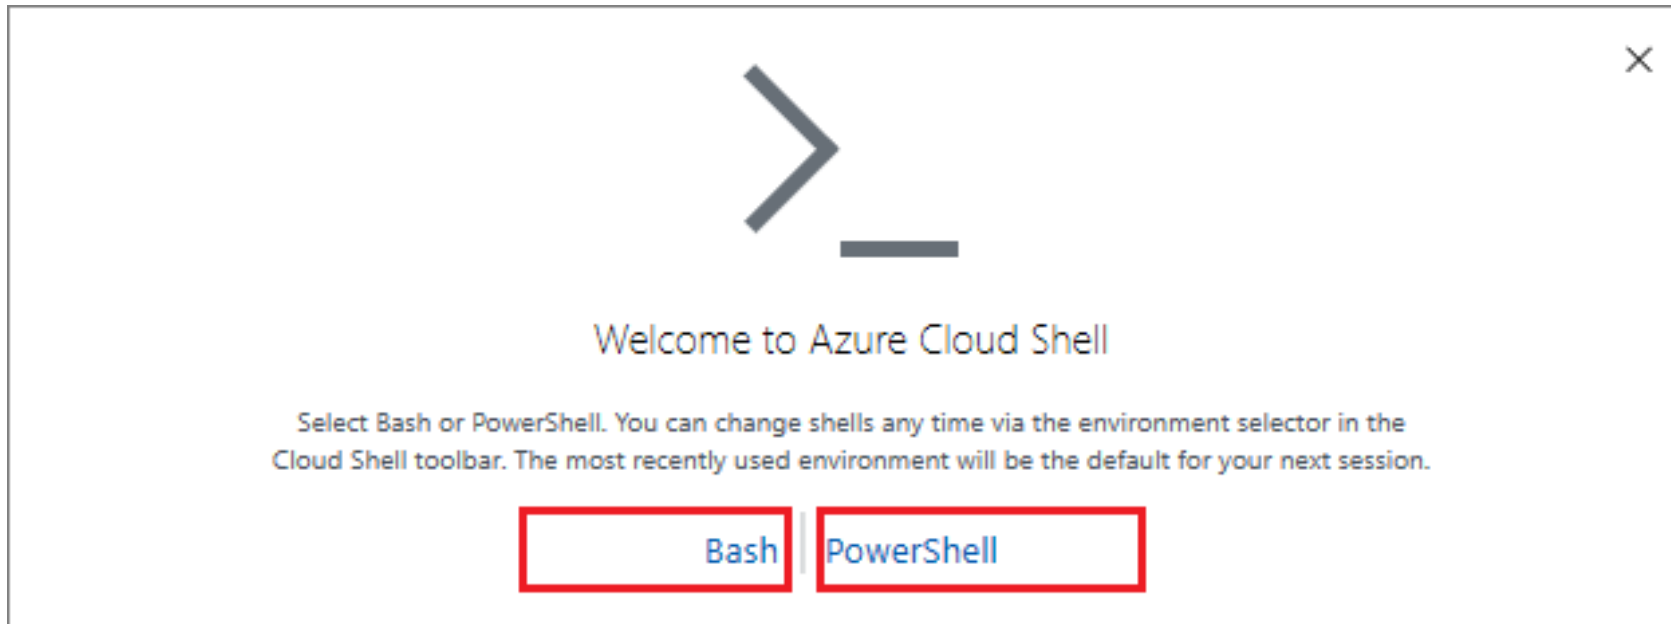 Welcome to Azure Cloud Shell
Select Bash or PowerShell. You can change shells any time via the environment selector in the
Cloud Shell toolbar. The most recently used environment will be the default for your next session.
Bash | PowerShell